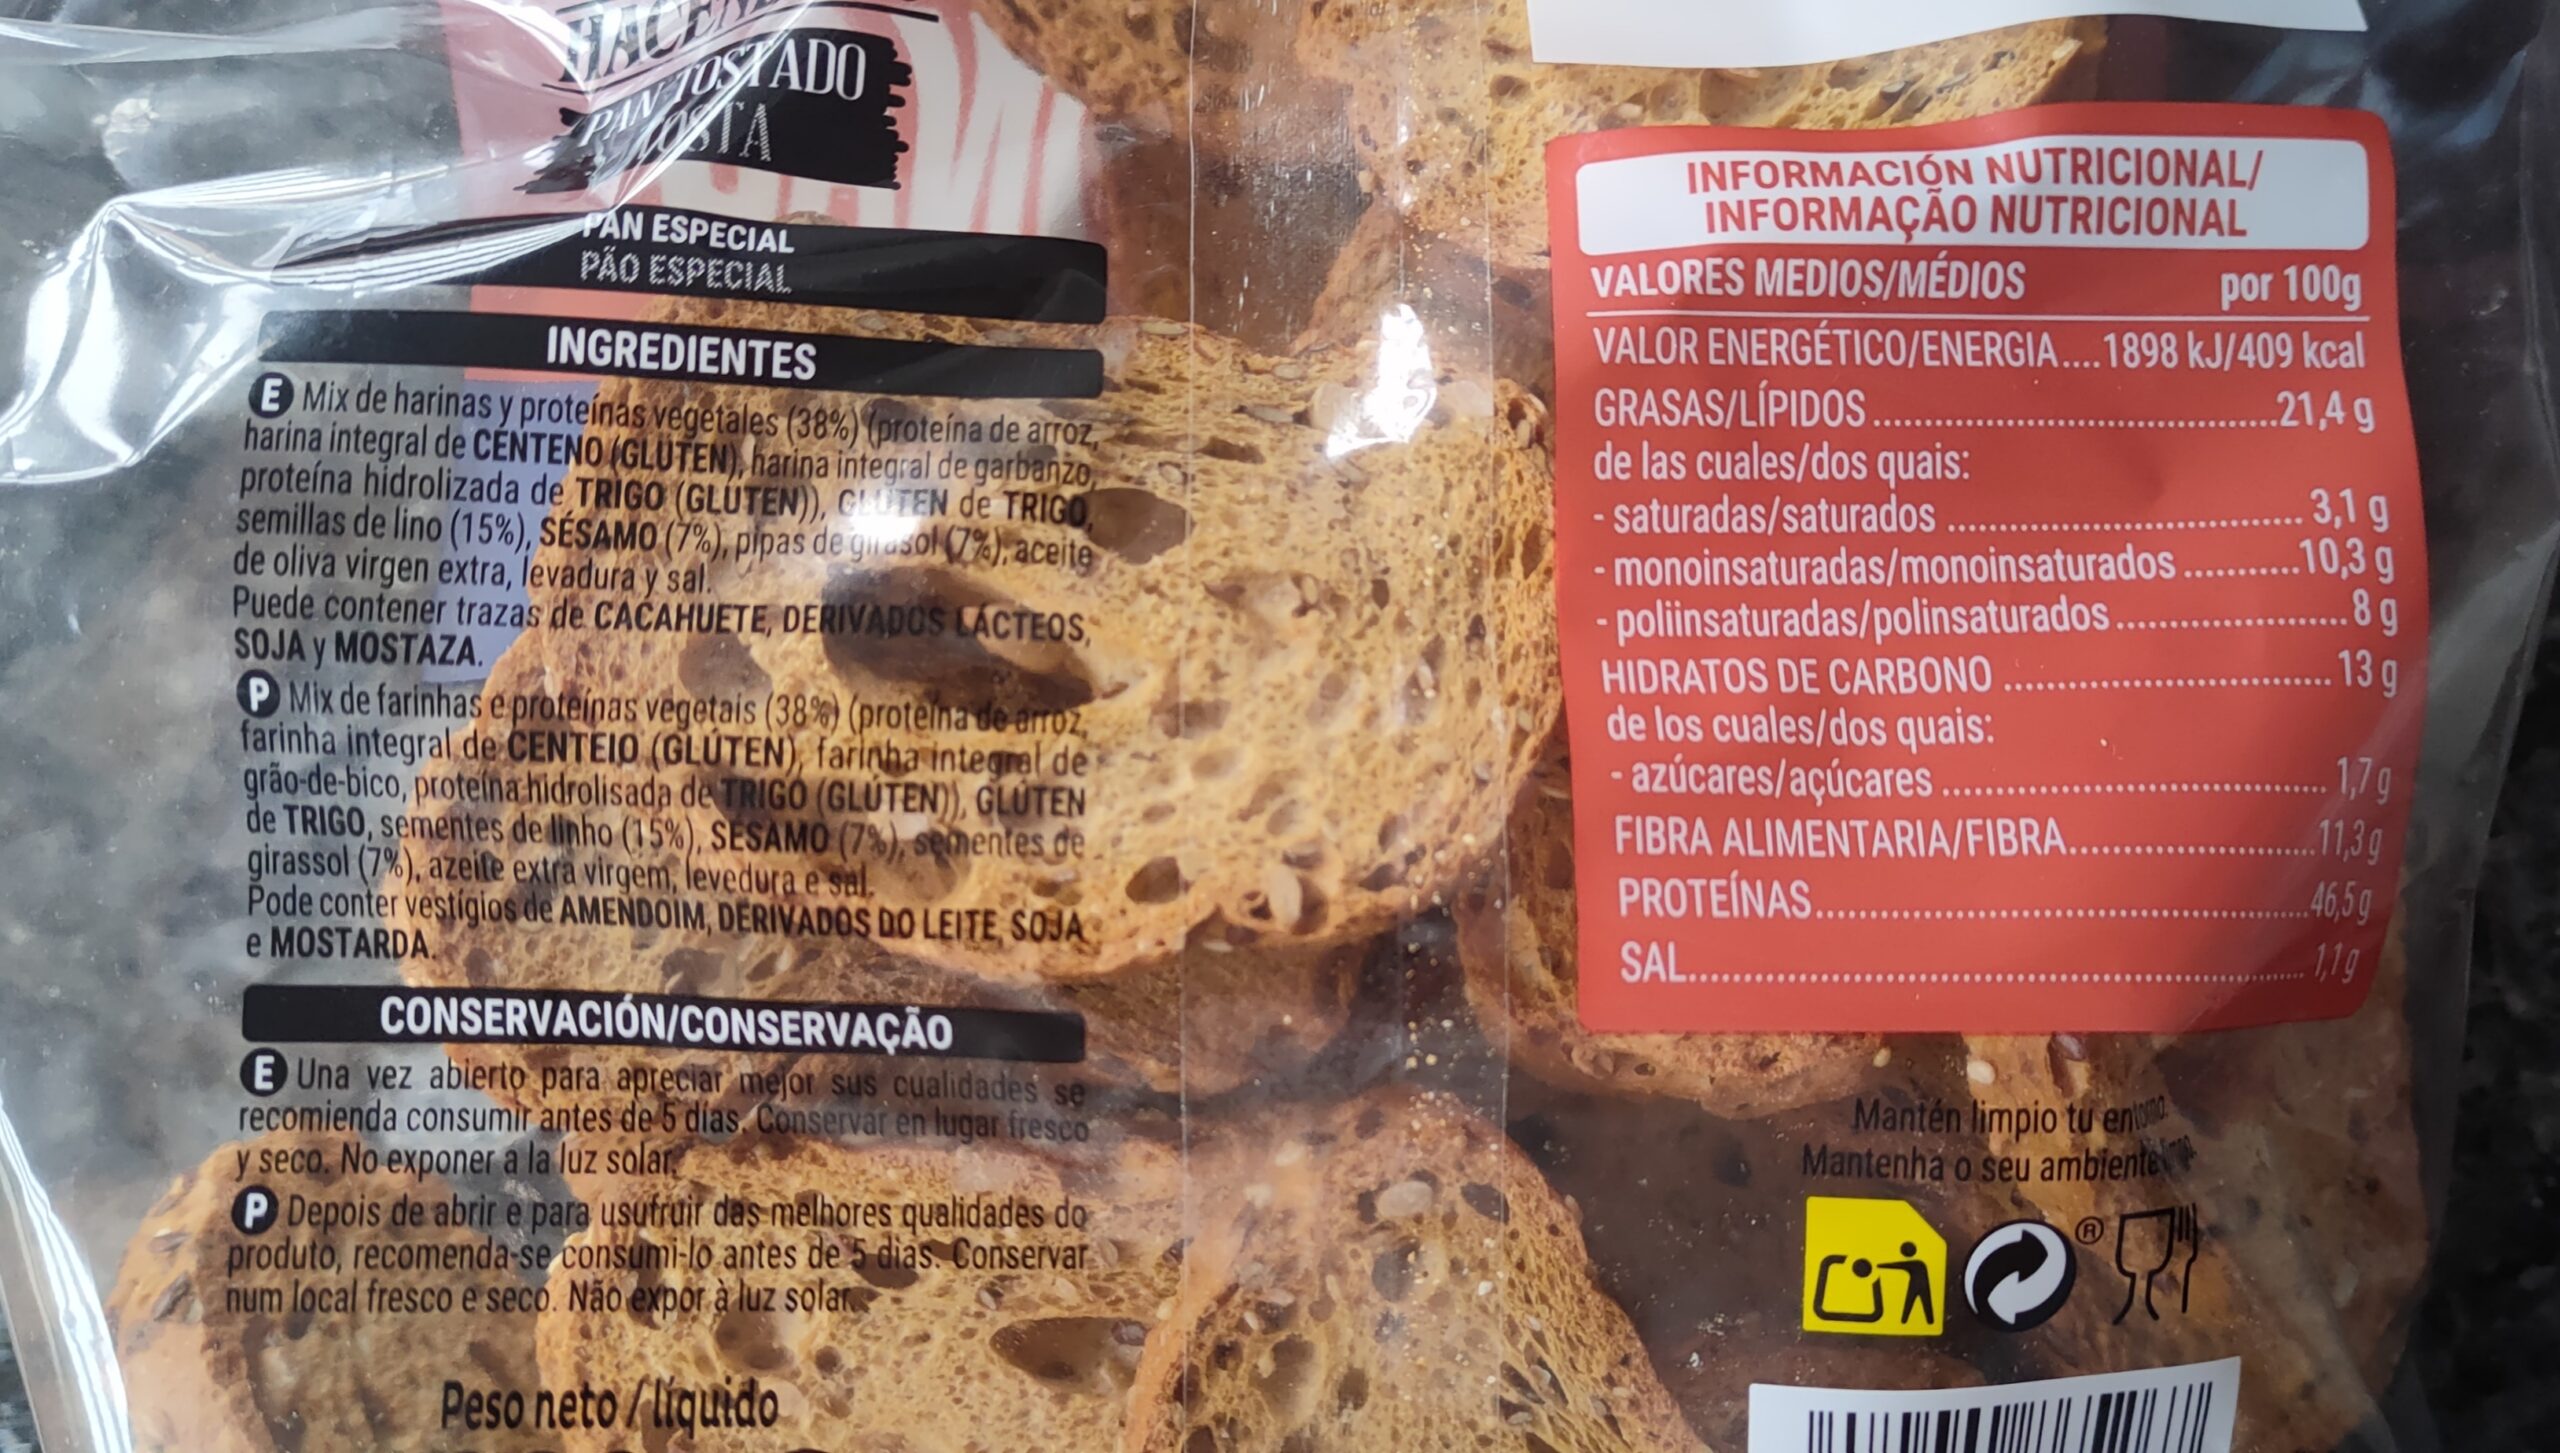 PAN TOSTADO
TOSTA
PAN ESPECIAL
PÃO ESPECIAL
INGREDIENTES
E Mix de harinas y proteínas vegetales (38%) (proteína de arroz,
harina integral de CENTENO (GLUTEN), harina integral de garbanzo,
proteína hidrolizada de TRIGO (GLUTEN)), GLUTEN de TRIGO,
semillas de lino (15%), SÉSAMO (7%), pipas de girasol (7%), aceite
de oliva virgen extra, levadura y sal.
Puede contener trazas de CACAHUETE, DERIVADOS LÁCTEOS,
SOJA y MOSTAZA.
P Mix de farinhas e proteínas vegetais (38%) (proteína de arroz,
farinha integral de CENTEIO (GLÚTEN), farinha integral de
grão-de-bico, proteína hidrolisada de TRIGO (GLÚTEN)), GLÚTEN
de TRIGO, sementes de linho (15%), SÉSAMO (7%), sementes de
girassol (7%), azeite extra virgem, levedura e sal.
Pode conter vestígios de AMENDOIM, DERIVADOS DO LEITE, SOJA
e MOSTARDA.
CONSERVACIÓN/CONSERVAÇÃO
E Una vez abierto para apreciar mejor sus cualidades se
recomienda consumir antes de 5 días. Conservar en lugar fresco
y seco. No exponer a la luz solar.
P Depois de abrir e para usufruir das melhores qualidades do
produto, recomenda-se consumi-lo antes de 5 dias. Conservar
num local fresco e seco. Não expor à luz solar.
Peso neto / líquido
INFORMACIÓN NUTRICIONAL/
INFORMAÇÃO NUTRICIONAL
VALORES MEDIOS/MÉDIOS por 100g
VALOR ENERGÉTICO/ENERGIA.... 1898 kJ/409 kcal
GRASAS/LÍPIDOS ........ 21,4 g
de las cuales/dos quais:
- saturadas/saturados ........ 3,1 g
- monoinsaturadas/monoinsaturados ........ 10,3 g
- poliinsaturadas/polinsaturados ........ 8 g
HIDRATOS DE CARBONO ........ 13 g
de los cuales/dos quais:
- azúcares/açúcares ........ 1,7 g
FIBRA ALIMENTARIA/FIBRA........ 11,3 g
PROTEÍNAS........ 46,5 g
SAL........ 1,1 g
Mantén limpio tu entorno.
Mantenha o seu ambiente limpo.
®